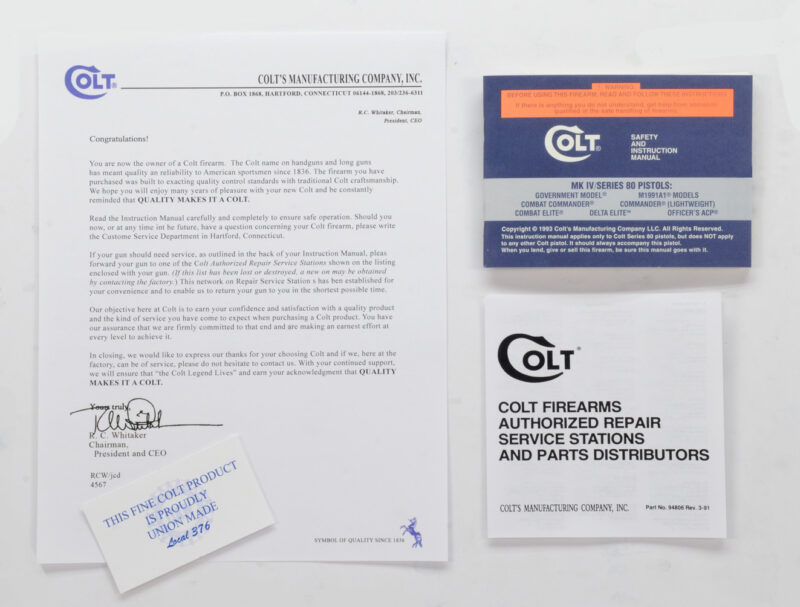 COLT®
COLT'S MANUFACTURING COMPANY, INC.
P.O. BOX 1868, HARTFORD, CONNECTICUT 06144-1868, 203/236-6311
R.C. Whitaker, Chairman,
President, CEO
Congratulations!
You are now the owner of a Colt firearm. The Colt name on handguns and long guns
has meant quality an reliability to American sportsmen since 1836. The firearm you have
purchased was built to exacting quality control standards with traditional Colt craftsmanship.
We hope you will enjoy many years of pleasure with your new Colt and be constantly
reminded that QUALITY MAKES IT A COLT.
Read the Instruction Manual carefully and completely to ensure safe operation. Should you
now, or at any time int he future, have a question concerning your Colt firearm, please
write the Custome Service Department in Hartford, Connecticut.
If your gun should need service, as outlined in the back of your Instruction Manual, pleas
forward your gun to one of the Colt Authorized Repair Service Stations shown on the listing
enclosed with your gun. (If this list has been lost or destroyed, a new on may be obtained
by contacting the factory.) This network on Repair Service Station s has been established for
your convenience and to enable us to return your gun to you in the shortest possible time.
Our objective here at Colt is to earn your confidence and satisfaction with a quality product
and the kind of service you have come to expect when purchasing a Colt product. You have
our assurance that we are firmly committed to that end and are making an earnest effort at
every level to achieve it.
In closing, we would like to express our thanks for your choosing Colt and if we, here at the
factory, can be of service, please do not hesitate to contact us. With your continued support,
we will ensure that "the Colt Legend Lives" and earn your acknowledgment that QUALITY
MAKES IT A COLT.
Yours truly,
R. C. Whitaker
Chairman,
President and CEO
RCW/jcd
4567
SYMBOL OF QUALITY SINCE 1836
THIS FINE COLT PRODUCT
IS PROUDLY
UNION MADE
Local 376
WARNING
BEFORE USING THIS FIREARM, READ AND FOLLOW THESE INSTRUCTIONS
If there is anything you do not understand, get help from someone
qualified in the safe handling of firearms.
COLT®
SAFETY
AND
INSTRUCTION
MANUAL
MK IV/SERIES 80 PISTOLS:
GOVERNMENT MODEL® M1991A1® MODELS
COMBAT COMMANDER® COMMANDER® (LIGHTWEIGHT)
COMBAT ELITE® DELTA ELITE™ OFFICER'S ACP®
Copyright © 1993 Colt's Manufacturing Company LLC. All Rights Reserved.
This instruction manual applies only to Colt Series 80 pistols, but does NOT apply
to any other Colt pistol. It should always accompany this pistol.
When you lend, give or sell this firearm, be sure this manual goes with it.
COLT®
COLT FIREARMS
AUTHORIZED REPAIR
SERVICE STATIONS
AND PARTS DISTRIBUTORS
COLT'S MANUFACTURING COMPANY, INC.
Part No. 94806 Rev. 3-91